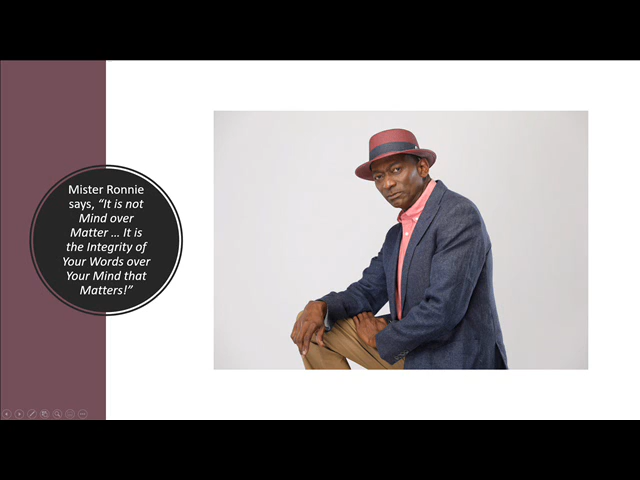 Mister Ronnie
says, “It is not
Mind over
Matter … It is
the Integrity of
Your Words over
Your Mind that
Matters!”